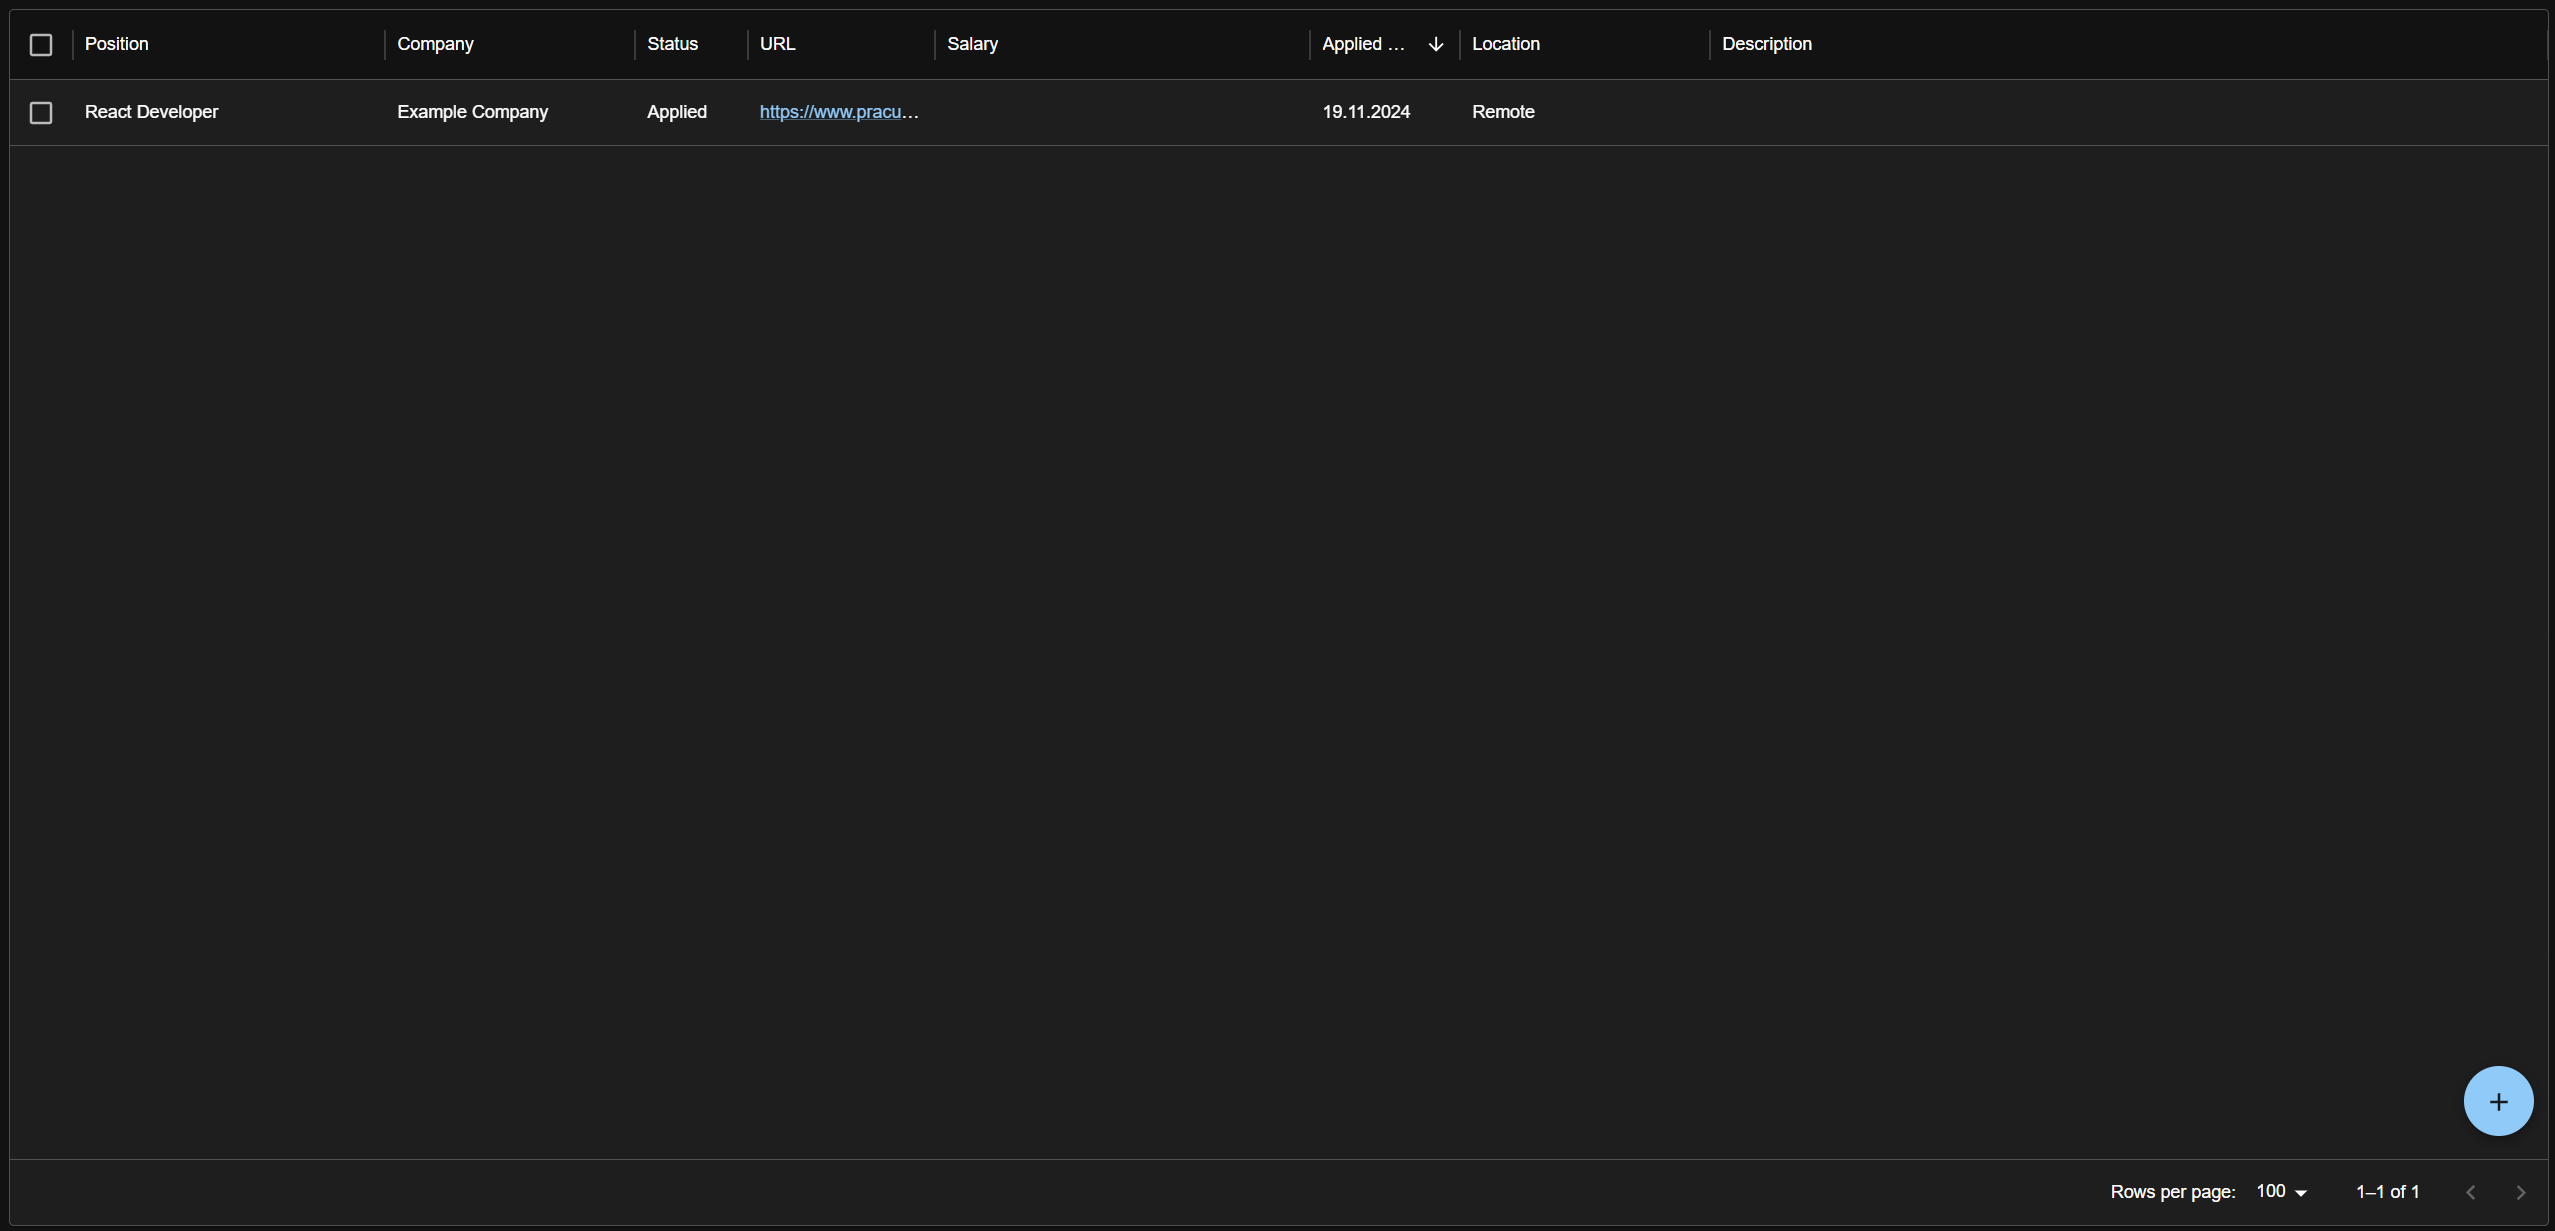 Position Company Status URL Salary Applied ... Location Description
React Developer Example Company Applied https://www.pracu... 19.11.2024 Remote
Rows per page: 100 1–1 of 1